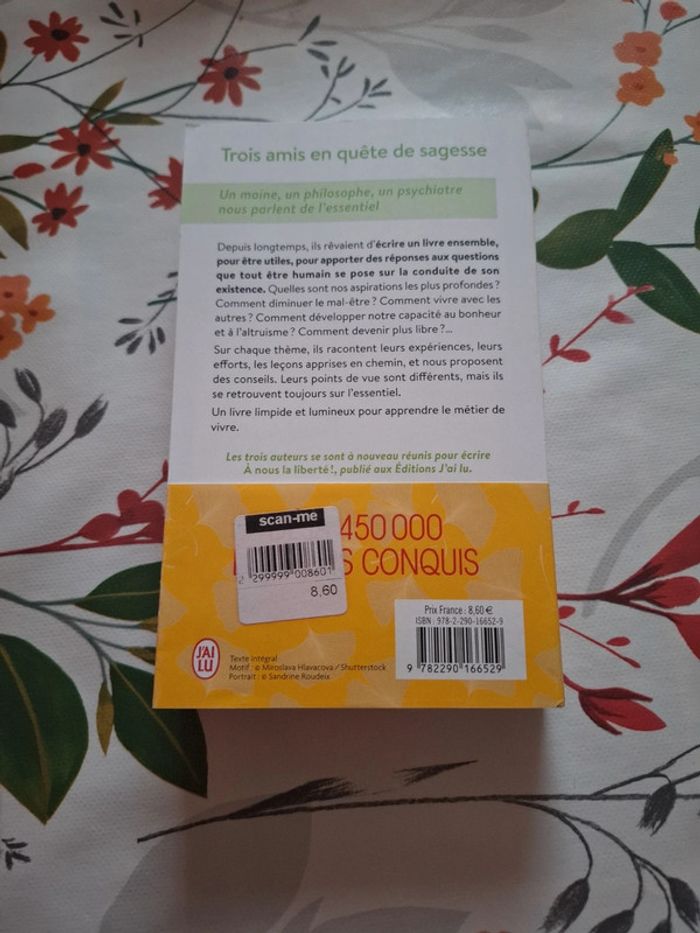 Trois amis en quête de sagesse
Un moine, un philosophe, un psychiatre
nous parlent de l'essentiel
Depuis longtemps, ils rêvaient d'écrire un livre ensemble,
pour être utiles, pour apporter des réponses aux questions
que tout être humain se pose sur la conduite de son
existence. Quelles sont nos aspirations les plus profondes ?
Comment diminuer le mal-être ? Comment vivre avec les
autres ? Comment développer notre capacité au bonheur
et à l'altruisme ? Comment devenir plus libre ?...
Sur chaque thème, ils racontent leurs expériences, leurs
efforts, les leçons apprises en chemin, et nous proposent
des conseils. Leurs points de vue sont différents, mais ils
se retrouvent toujours sur l'essentiel.
Un livre limpide et lumineux pour apprendre le métier de
vivre.
Les trois auteurs se sont à nouveau réunis pour écrire
À nous la liberté !, publié aux Éditions J'ai lu.
450 000
CONQUIS
scan-me
2 299999 008601
8,60
Prix France : 8,60 €
ISBN : 978-2-290-16652-9
9 782290 166529
J'AI
LU
Texte intégral
Motif : © Miroslava Hlavacova / Shutterstock
Portrait : © Sandrine Roudeix